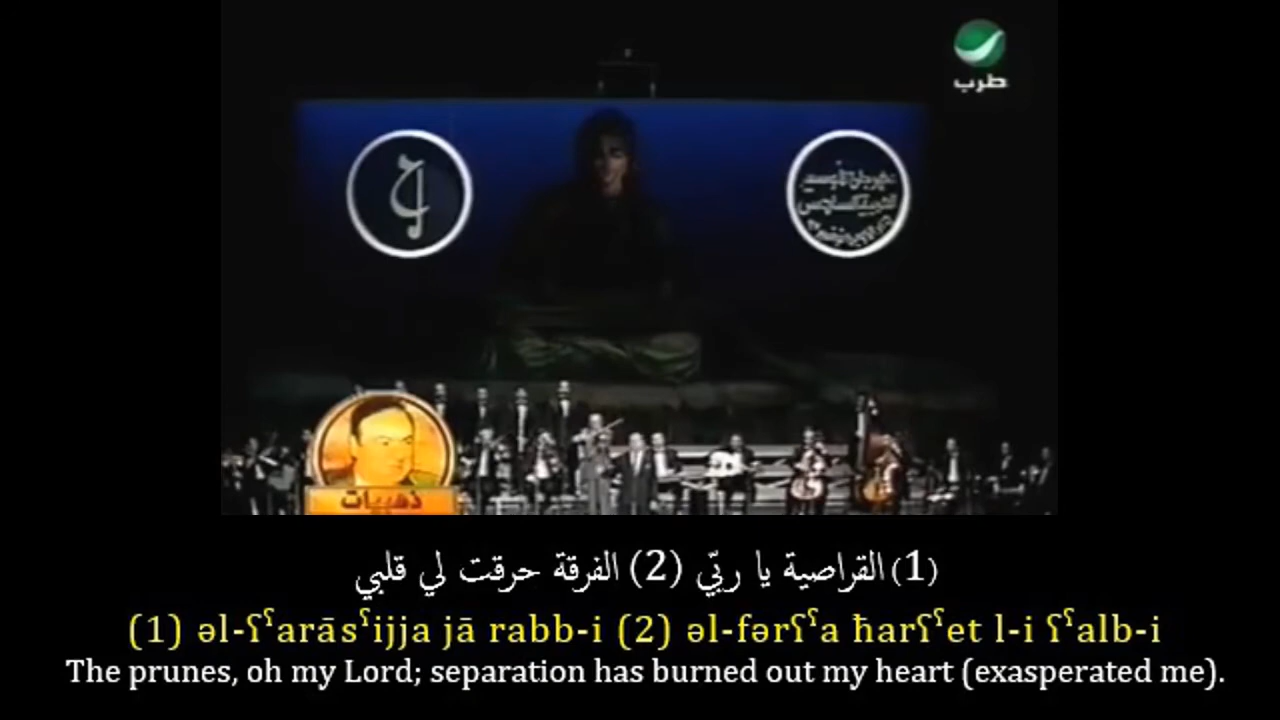 طرب
ذهبيات
(1) القراصية يا ربّي (2) الفرقة حرقت لي قلبي
(1) əl-ʕˤarāsˤijja jā rabb-i (2) əl-fərʕˤa ħarʕˤet l-i ʕˤalb-i
The prunes, oh my Lord; separation has burned out my heart (exasperated me).